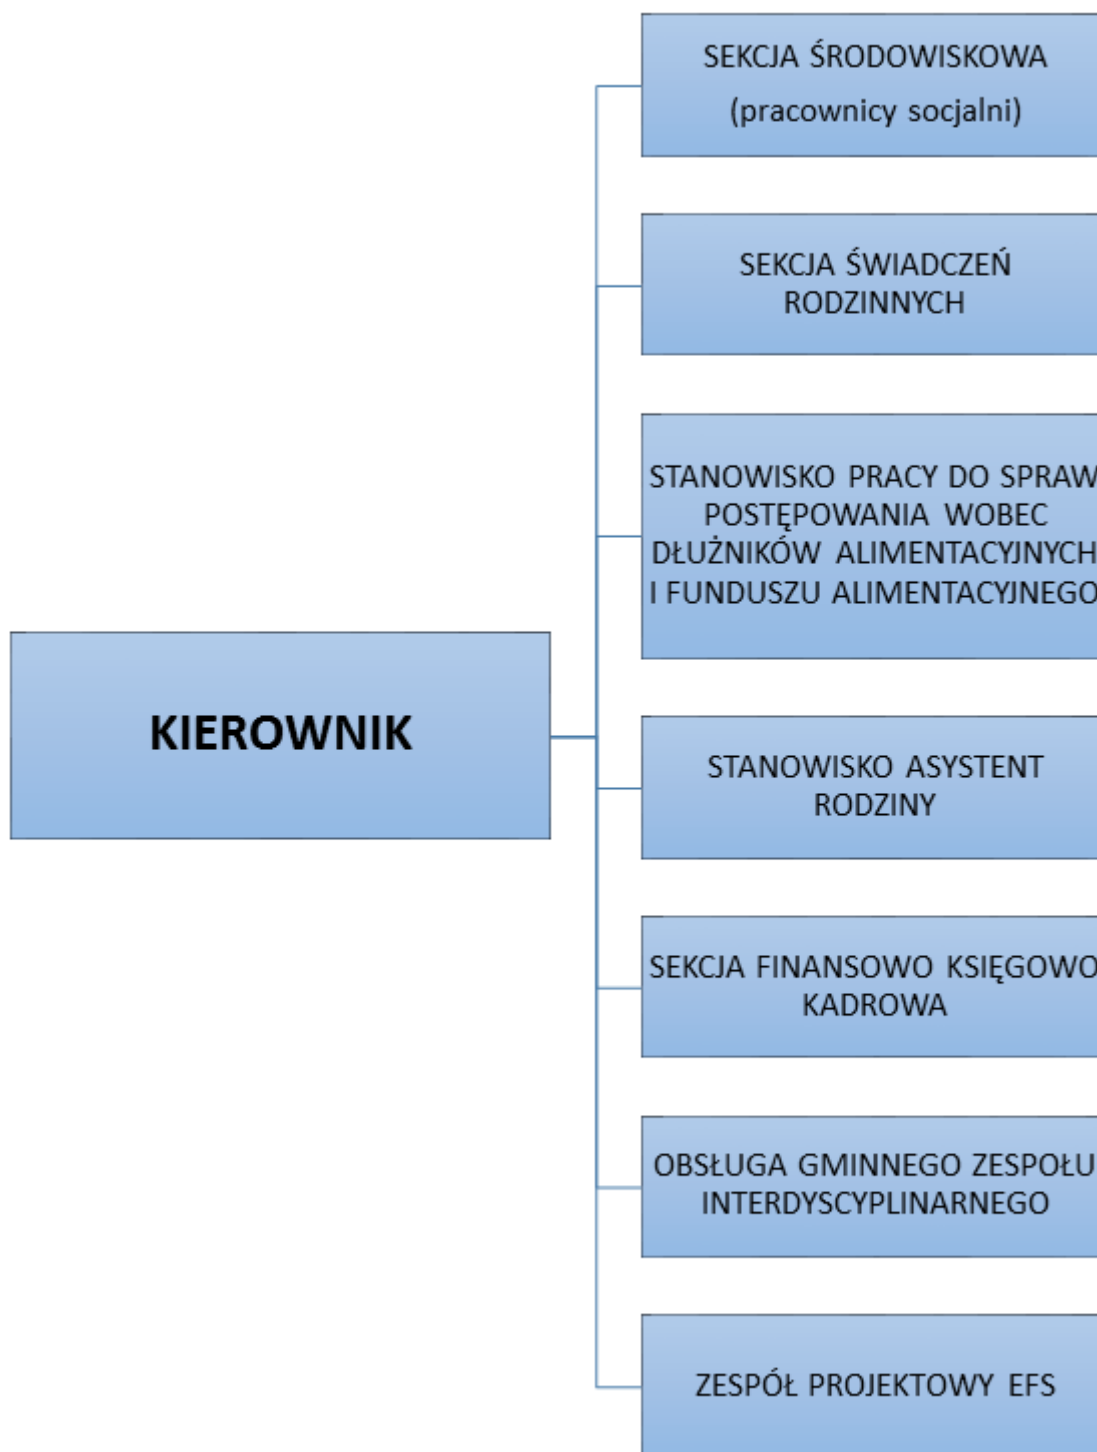 SEKCJA ŚRODOWISKOWA
(pracownicy socjalni)
SEKCJA ŚWIADCZEŃ
RODZINNYCH
STANOWISKO PRACY DO SPRAW
POSTĘPOWANIA WOBEC
DŁUŻNIKÓW ALIMENTACYJNYCH
I FUNDUSZU ALIMENTACYJNEGO
KIEROWNIK
STANOWISKO ASYSTENT
RODZINY
SEKCJA FINANSOWO KSIĘGOWO
KADROWA
OBSŁUGA GMINNEGO ZESPOŁU
INTERDYSCYPLINARNEGO
ZESPÓŁ PROJEKTOWY EFS